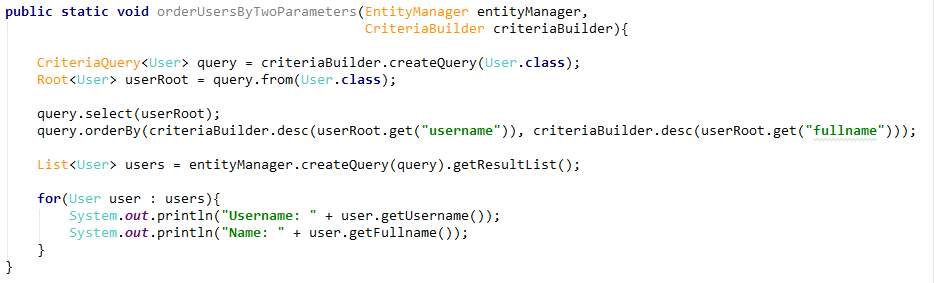 public static void orderUsersByTwoParameters(EntityManager entityManager,
CriteriaBuilder criteriaBuilder){
CriteriaQuery<User> query = criteriaBuilder.createQuery(User.class);
Root<User> userRoot = query.from(User.class);
query.select(userRoot);
query.orderBy(criteriaBuilder.desc(userRoot.get("username")), criteriaBuilder.desc(userRoot.get("fullname")));
List<User> users = entityManager.createQuery(query).getResultList();
for(User user : users){
System.out.println("Username: " + user.getUsername());
System.out.println("Name: " + user.getFullname());
}
}